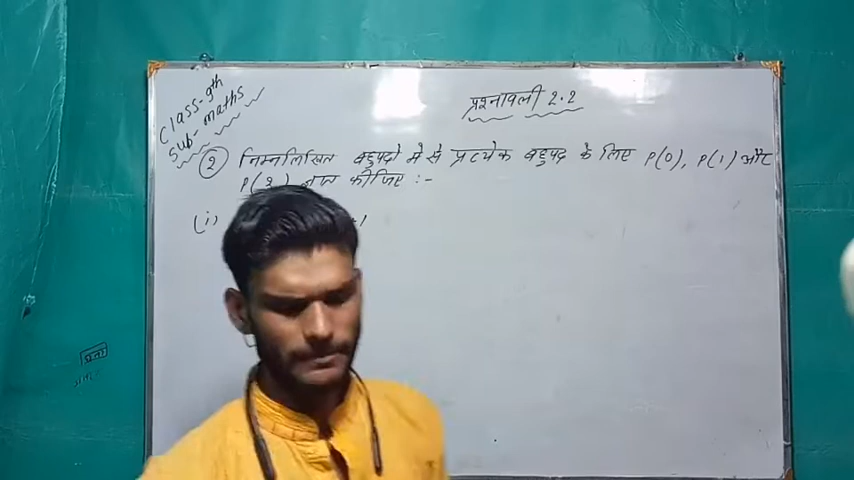 Class-9th
Sub-maths
प्रश्नावली 2.2
(2) निम्नलिखित बहुपदो मे से प्रत्येक बहुपद के लिए P(0), P(1) और
P(2) ज्ञात कीजिए :-
(i) +1